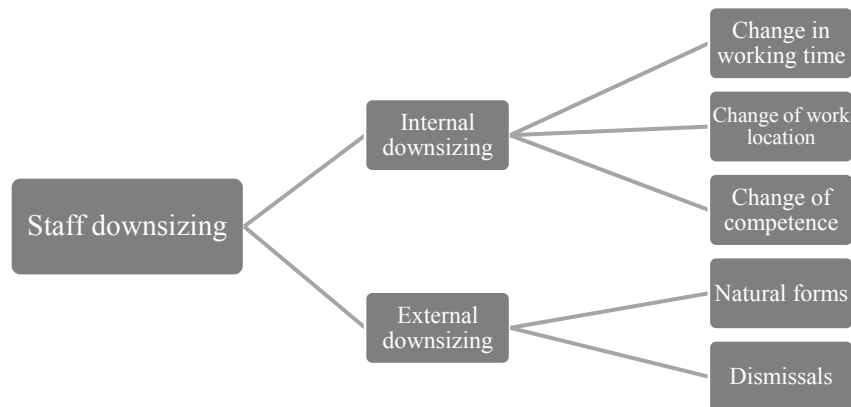 Staff downsizing
Internal
downsizing
External
downsizing
Change in
working time
Change of work
location
Change of
competence
Natural forms
Dismissals